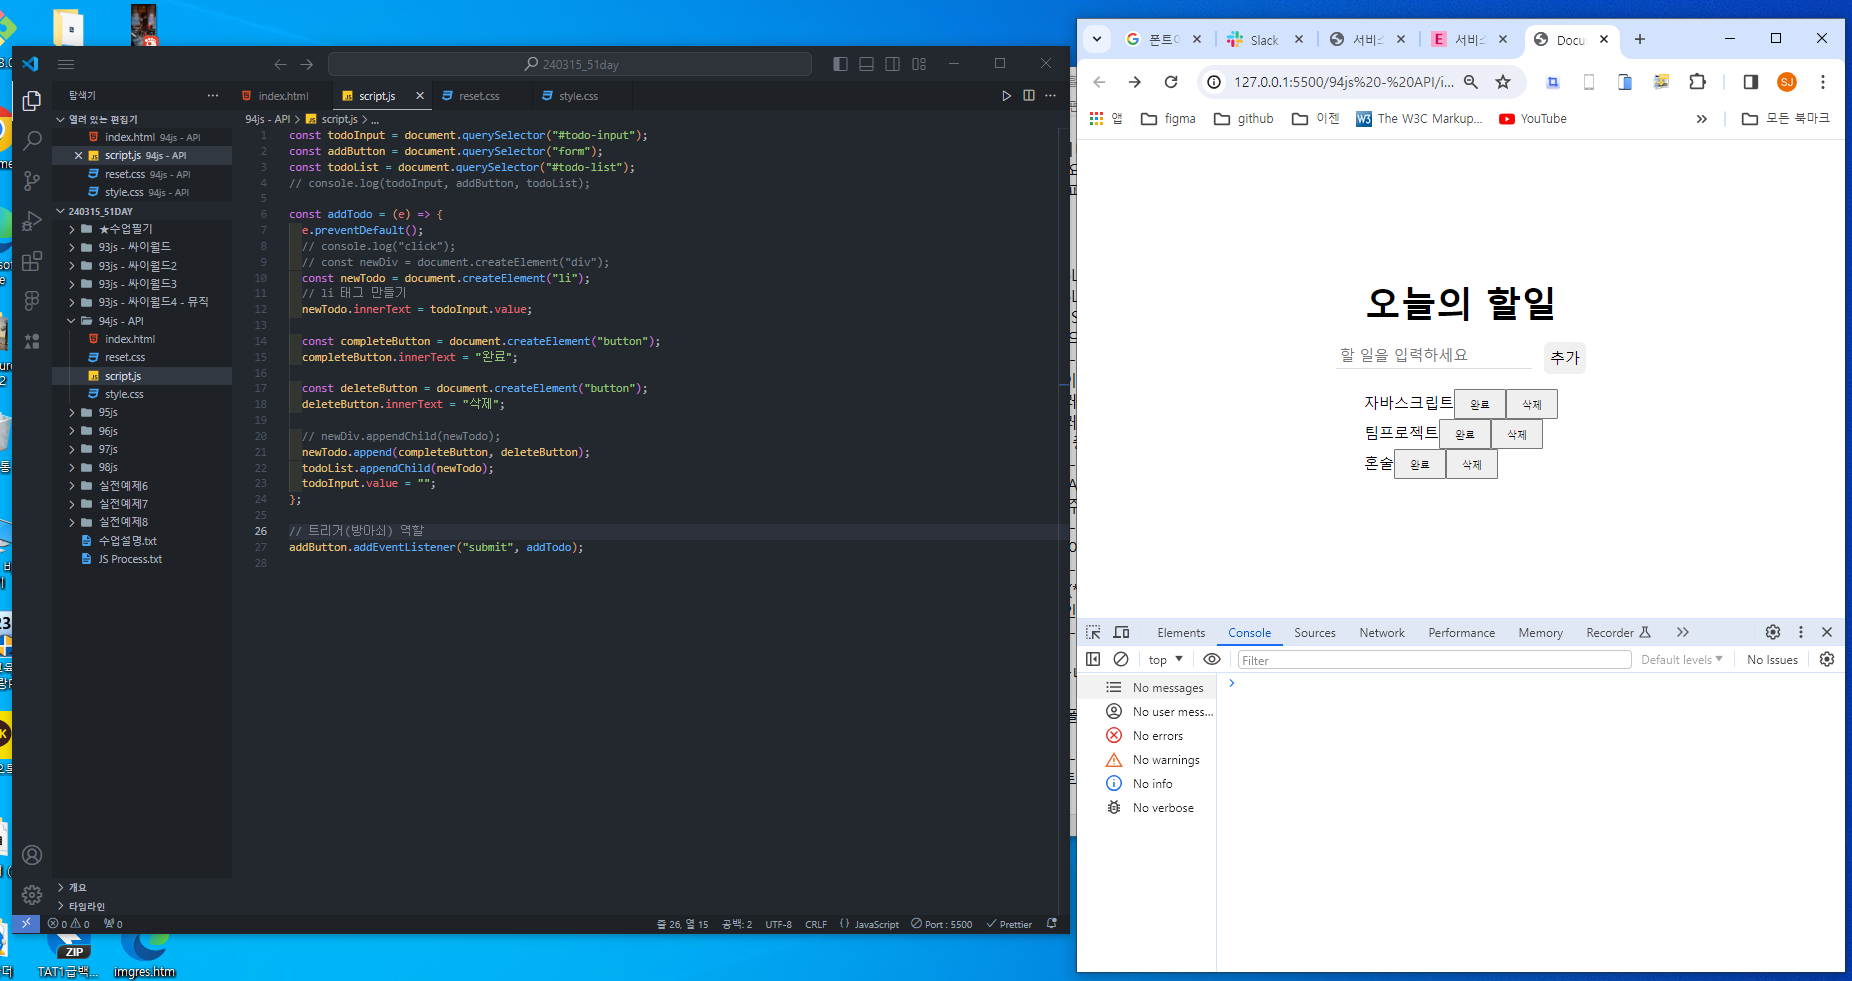 240315_51day
탐색기
index.html
script.js
reset.css
style.css
94js - API > script.js > ...
열려 있는 편집기
index.html 94js - API
script.js 94js - API
reset.css 94js - API
style.css 94js - API
240315_51DAY
★수업필기
93js - 싸이월드
93js - 싸이월드2
93js - 싸이월드3
93js - 싸이월드4 - 뮤직
94js - API
index.html
reset.css
script.js
style.css
95js
96js
97js
98js
실전예제6
실전예제7
실전예제8
수업설명.txt
JS Process.txt
개요
타임라인
1 const todoInput = document.querySelector("#todo-input");
2 const addButton = document.querySelector("form");
3 const todoList = document.querySelector("#todo-list");
4 // console.log(todoInput, addButton, todoList);
5
6 const addTodo = (e) => {
7 e.preventDefault();
8 // console.log("click");
9 // const newDiv = document.createElement("div");
10 const newTodo = document.createElement("li");
11 // li 태그 만들기
12 newTodo.innerText = todoInput.value;
13
14 const completeButton = document.createElement("button");
15 completeButton.innerText = "완료";
16
17 const deleteButton = document.createElement("button");
18 deleteButton.innerText = "삭제";
19
20 // newDiv.appendChild(newTodo);
21 newTodo.append(completeButton, deleteButton);
22 todoList.appendChild(newTodo);
23 todoInput.value = "";
24 };
25
26 // 트리거(방아쇠) 역할
27 addButton.addEventListener("submit", addTodo);
28
0 0 0
줄 26, 열 15
공백: 2
UTF-8
CRLF
{} JavaScript
Port : 5500
Prettier
ZIP
TAT1급백...
imgres.htm
Slack
서비
서비
Docu
127.0.0.1:5500/94js%20-%20API/i...
SJ
앱
figma
github
이젠
W3 The W3C Markup...
YouTube
모든 북마크
오늘의 할일
할 일을 입력하세요 추가
자바스크립트 완료 삭제
팀프로젝트 완료 삭제
혼술 완료 삭제
Elements Console Sources Network Performance Memory Recorder
top Filter Default levels No Issues
No messages
No user mess...
No errors
No warnings
No info
No verbose